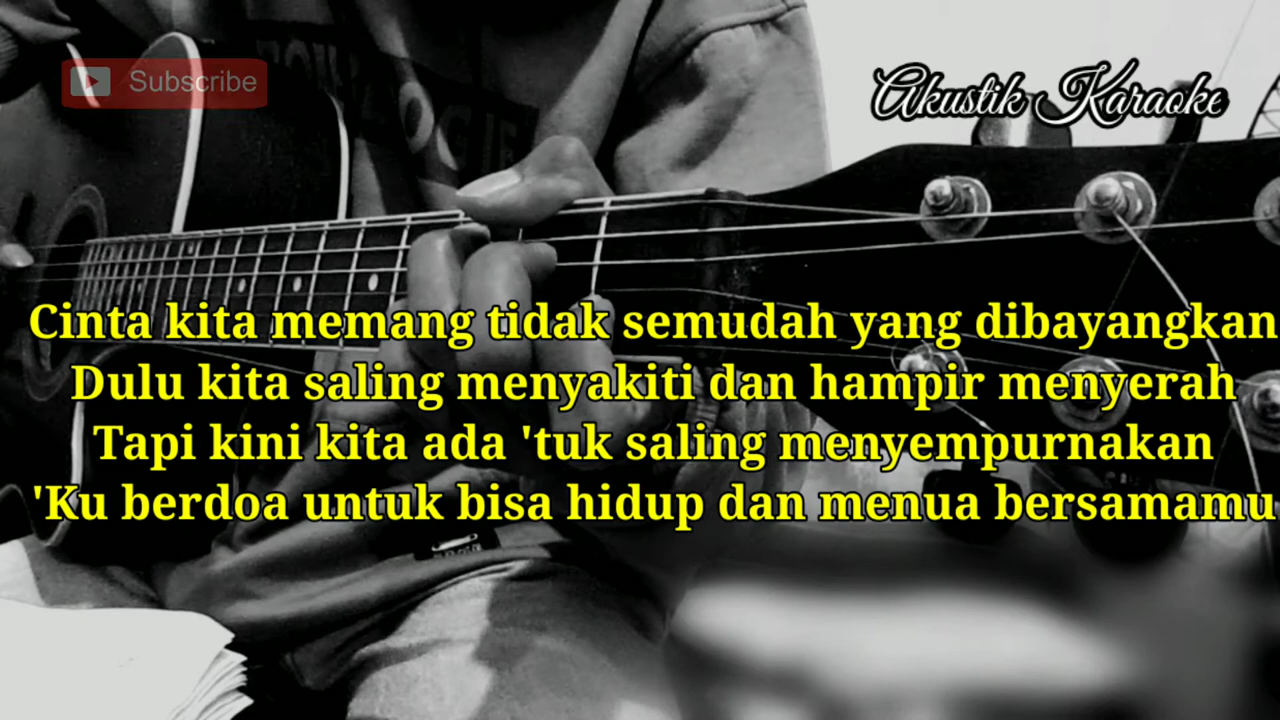 Subscribe
Akustik Karaoke
Cinta kita memang tidak semudah yang dibayangkan
Dulu kita saling menyakiti dan hampir menyerah
Tapi kini kita ada 'tuk saling menyempurnakan
'Ku berdoa untuk bisa hidup dan menua bersamamu